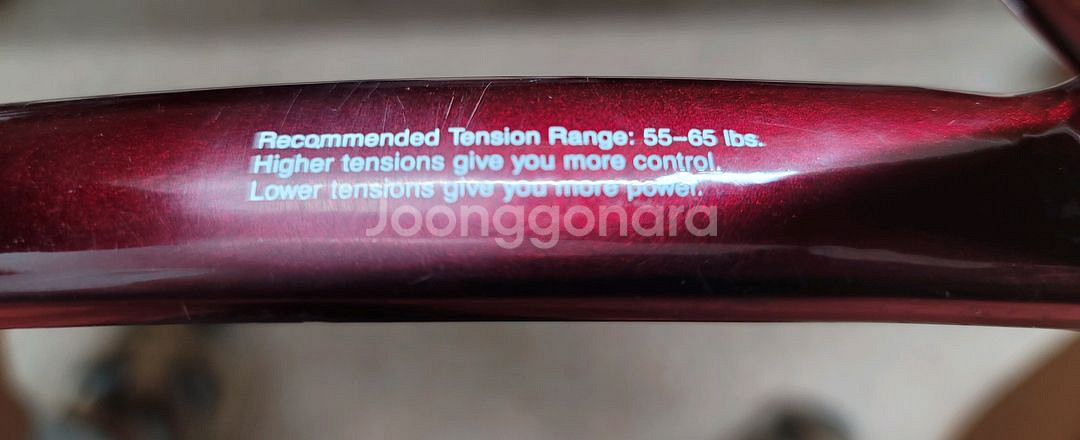 Recommended Tension Range: 55–65 lbs.
Higher tensions give you more control.
Lower tensions give you more power.
Joonggonara